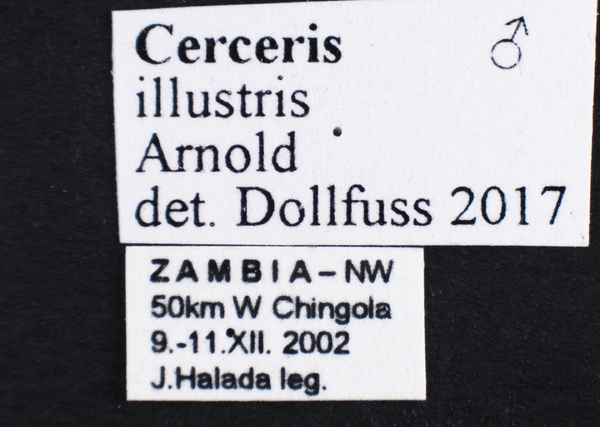 Cerceris ♂
illustris
Arnold
det. Dollfuss 2017
ZAMBIA – NW
50km W Chingola
9.-11.XII. 2002
J.Halada leg.